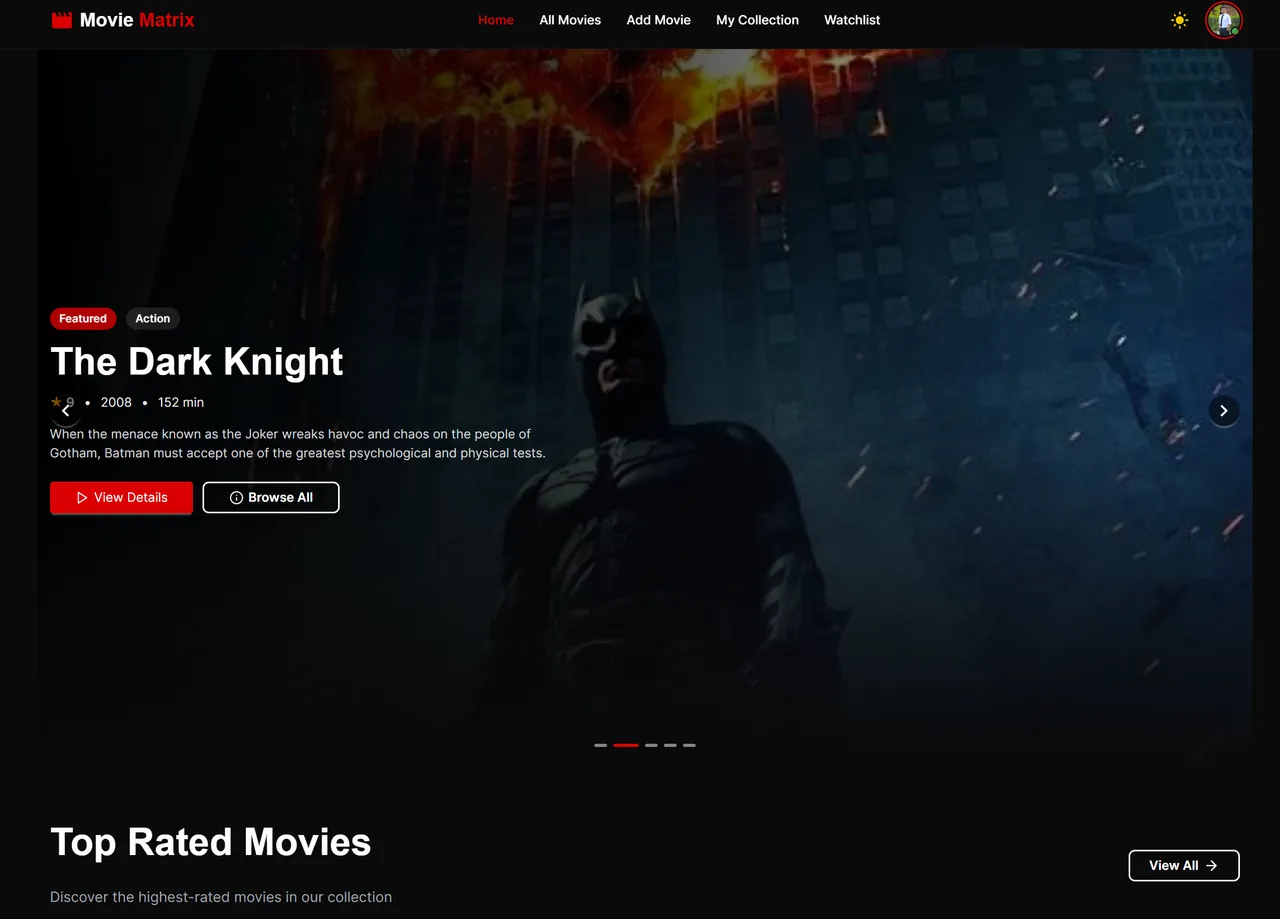 Movie Matrix
Home
All Movies
Add Movie
My Collection
Watchlist
Featured
Action
The Dark Knight
★ 9 • 2008 • 152 min
When the menace known as the Joker wreaks havoc and chaos on the people of
Gotham, Batman must accept one of the greatest psychological and physical tests.
View Details
Browse All
Top Rated Movies
View All →
Discover the highest-rated movies in our collection